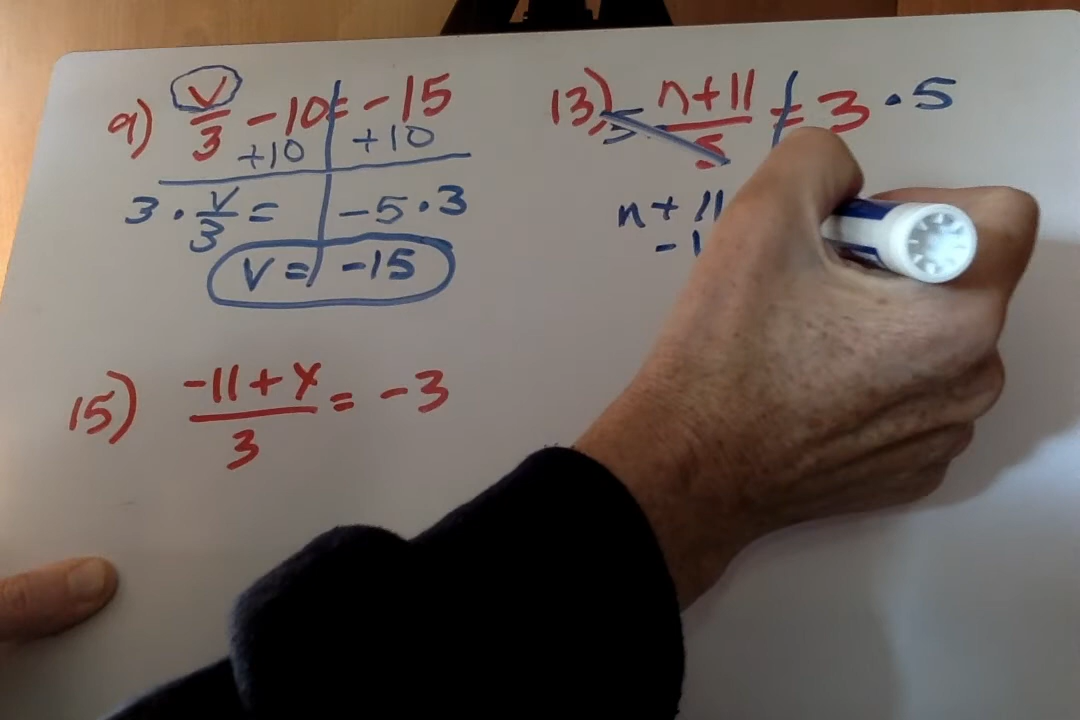 9) v/3 - 10 = -15
+10 +10
3 · v/3 = -5 · 3
v = -15
13) 5 · n+11/5 = 3 · 5
n + 11
-1
15) -11+x/3 = -3